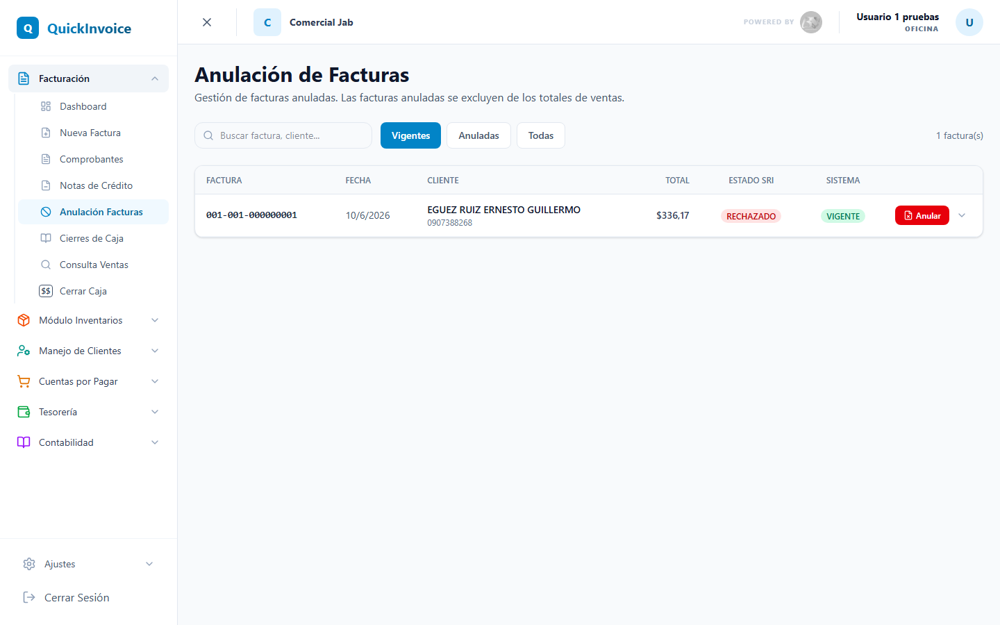 Q QuickInvoice
C Comercial Jab
POWERED BY
Usuario 1 pruebas
OFICINA
U
Facturación
Dashboard
Nueva Factura
Comprobantes
Notas de Crédito
Anulación Facturas
Cierres de Caja
Consulta Ventas
$$ Cerrar Caja
Módulo Inventarios
Manejo de Clientes
Cuentas por Pagar
Tesorería
Contabilidad
Ajustes
Cerrar Sesión
Anulación de Facturas
Gestión de facturas anuladas. Las facturas anuladas se excluyen de los totales de ventas.
Buscar factura, cliente... Vigentes Anuladas Todas 1 factura(s)
FACTURA FECHA CLIENTE TOTAL ESTADO SRI SISTEMA
001-001-000000001 10/6/2026 EGUEZ RUIZ ERNESTO GUILLERMO $336,17 RECHAZADO VIGENTE Anular
0907388268